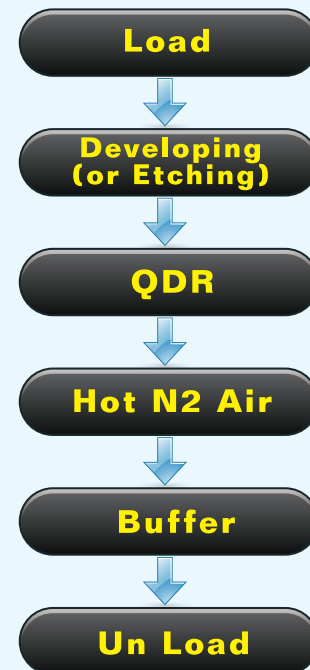 Load
Developing
(or Etching)
QDR
Hot N2 Air
Buffer
Un Load